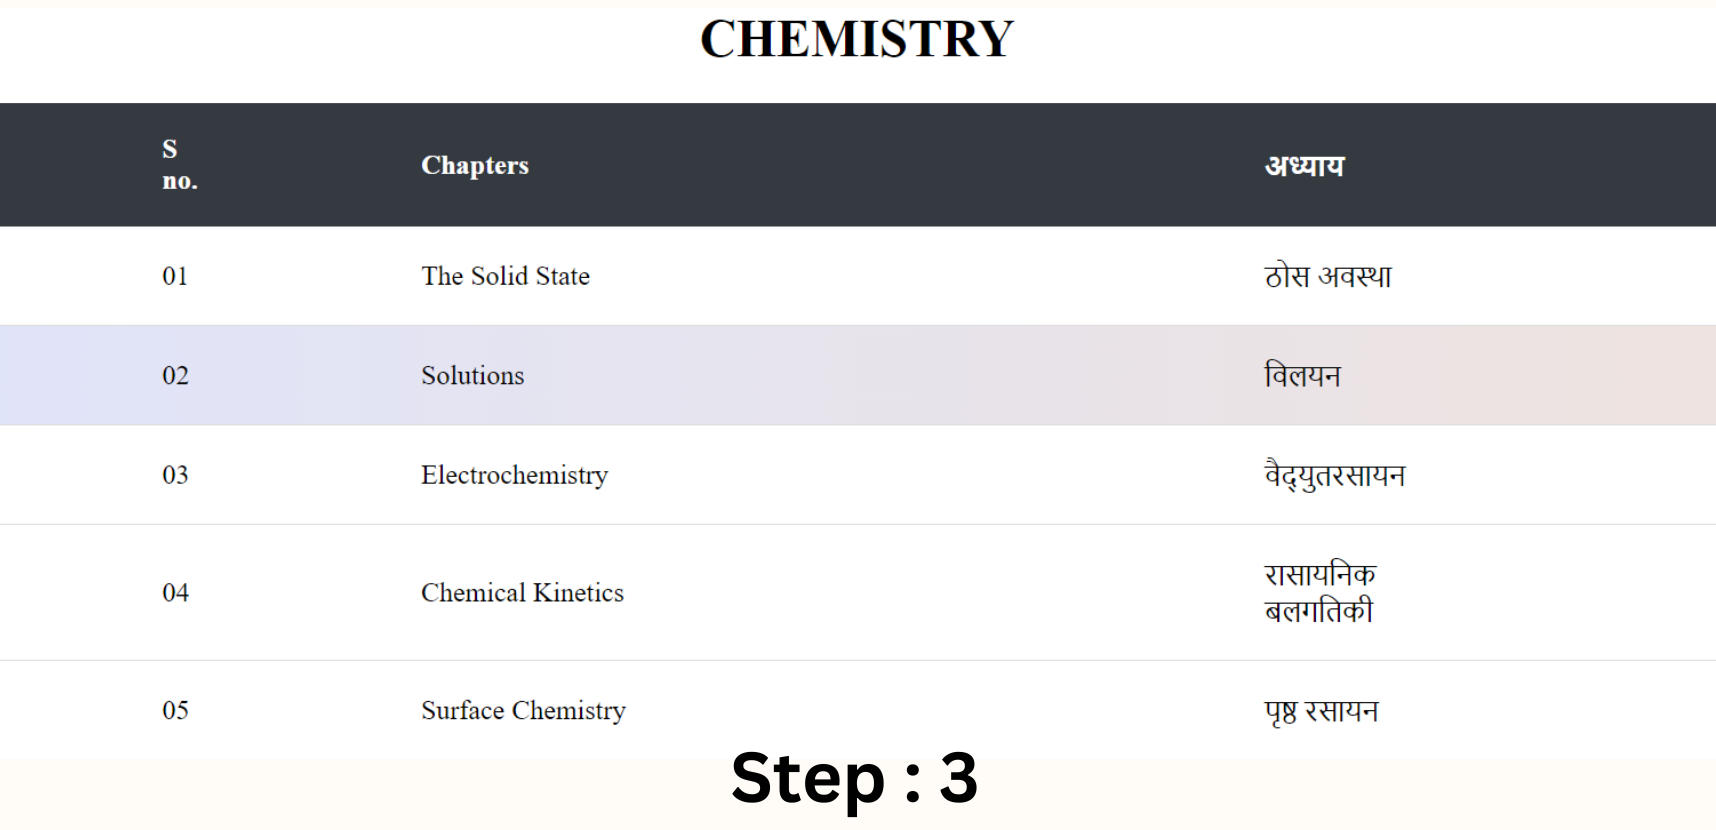 CHEMISTRY
S
no.
Chapters
अध्याय
01
The Solid State
ठोस अवस्था
02
Solutions
विलयन
03
Electrochemistry
वैद्युतरसायन
04
Chemical Kinetics
रासायनिक
बलगतिकी
05
Surface Chemistry
पृष्ठ रसायन
Step : 3